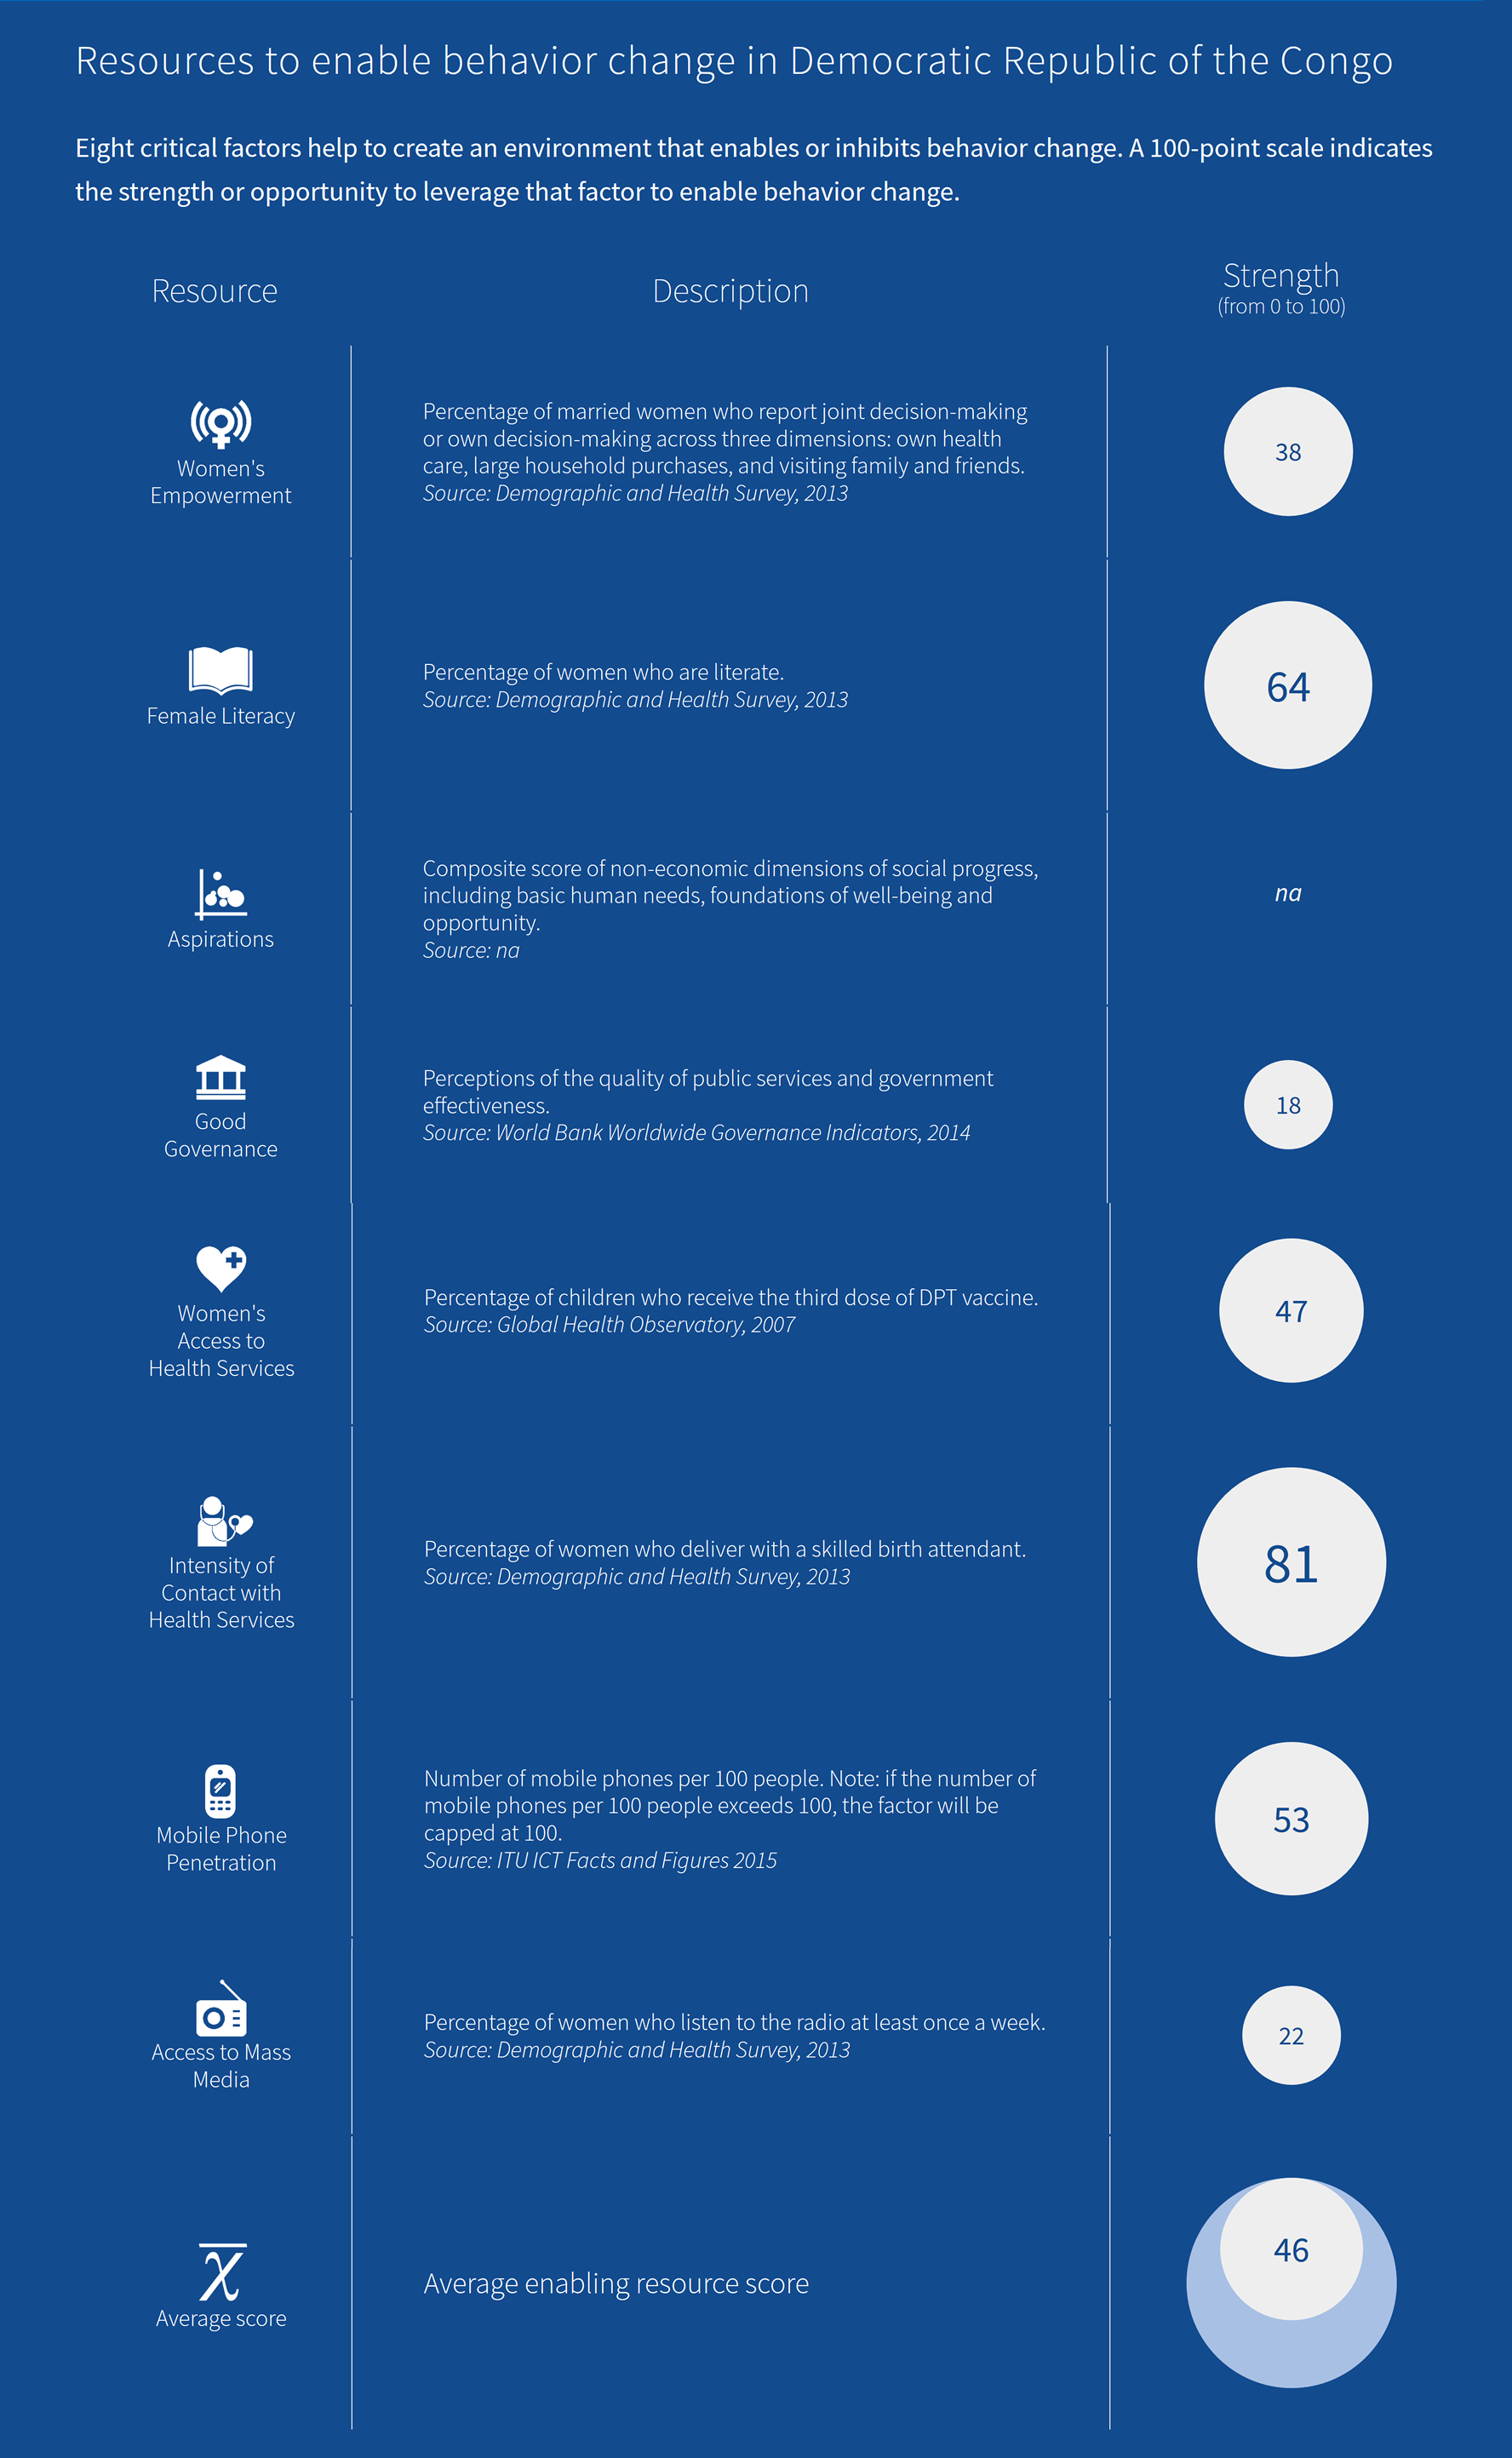 Resources to enable behavior change in Democratic Republic of the Congo
Eight critical factors help to create an environment that enables or inhibits behavior change. A 100-point scale indicates
the strength or opportunity to leverage that factor to enable behavior change.
Resource
Description
Strength
(from 0 to 100)
Women's
Empowerment
Percentage of married women who report joint decision-making
or own decision-making across three dimensions: own health
care, large household purchases, and visiting family and friends.
Source: Demographic and Health Survey, 2013
38
Female Literacy
Percentage of women who are literate.
Source: Demographic and Health Survey, 2013
64
Aspirations
Composite score of non-economic dimensions of social progress,
including basic human needs, foundations of well-being and
opportunity.
Source: na
na
Good
Governance
Perceptions of the quality of public services and government
effectiveness.
Source: World Bank Worldwide Governance Indicators, 2014
18
Women's
Access to
Health Services
Percentage of children who receive the third dose of DPT vaccine.
Source: Global Health Observatory, 2007
47
Intensity of
Contact with
Health Services
Percentage of women who deliver with a skilled birth attendant.
Source: Demographic and Health Survey, 2013
81
Mobile Phone
Penetration
Number of mobile phones per 100 people. Note: if the number of
mobile phones per 100 people exceeds 100, the factor will be
capped at 100.
Source: ITU ICT Facts and Figures 2015
53
Access to Mass
Media
Percentage of women who listen to the radio at least once a week.
Source: Demographic and Health Survey, 2013
22
Average score
Average enabling resource score
46